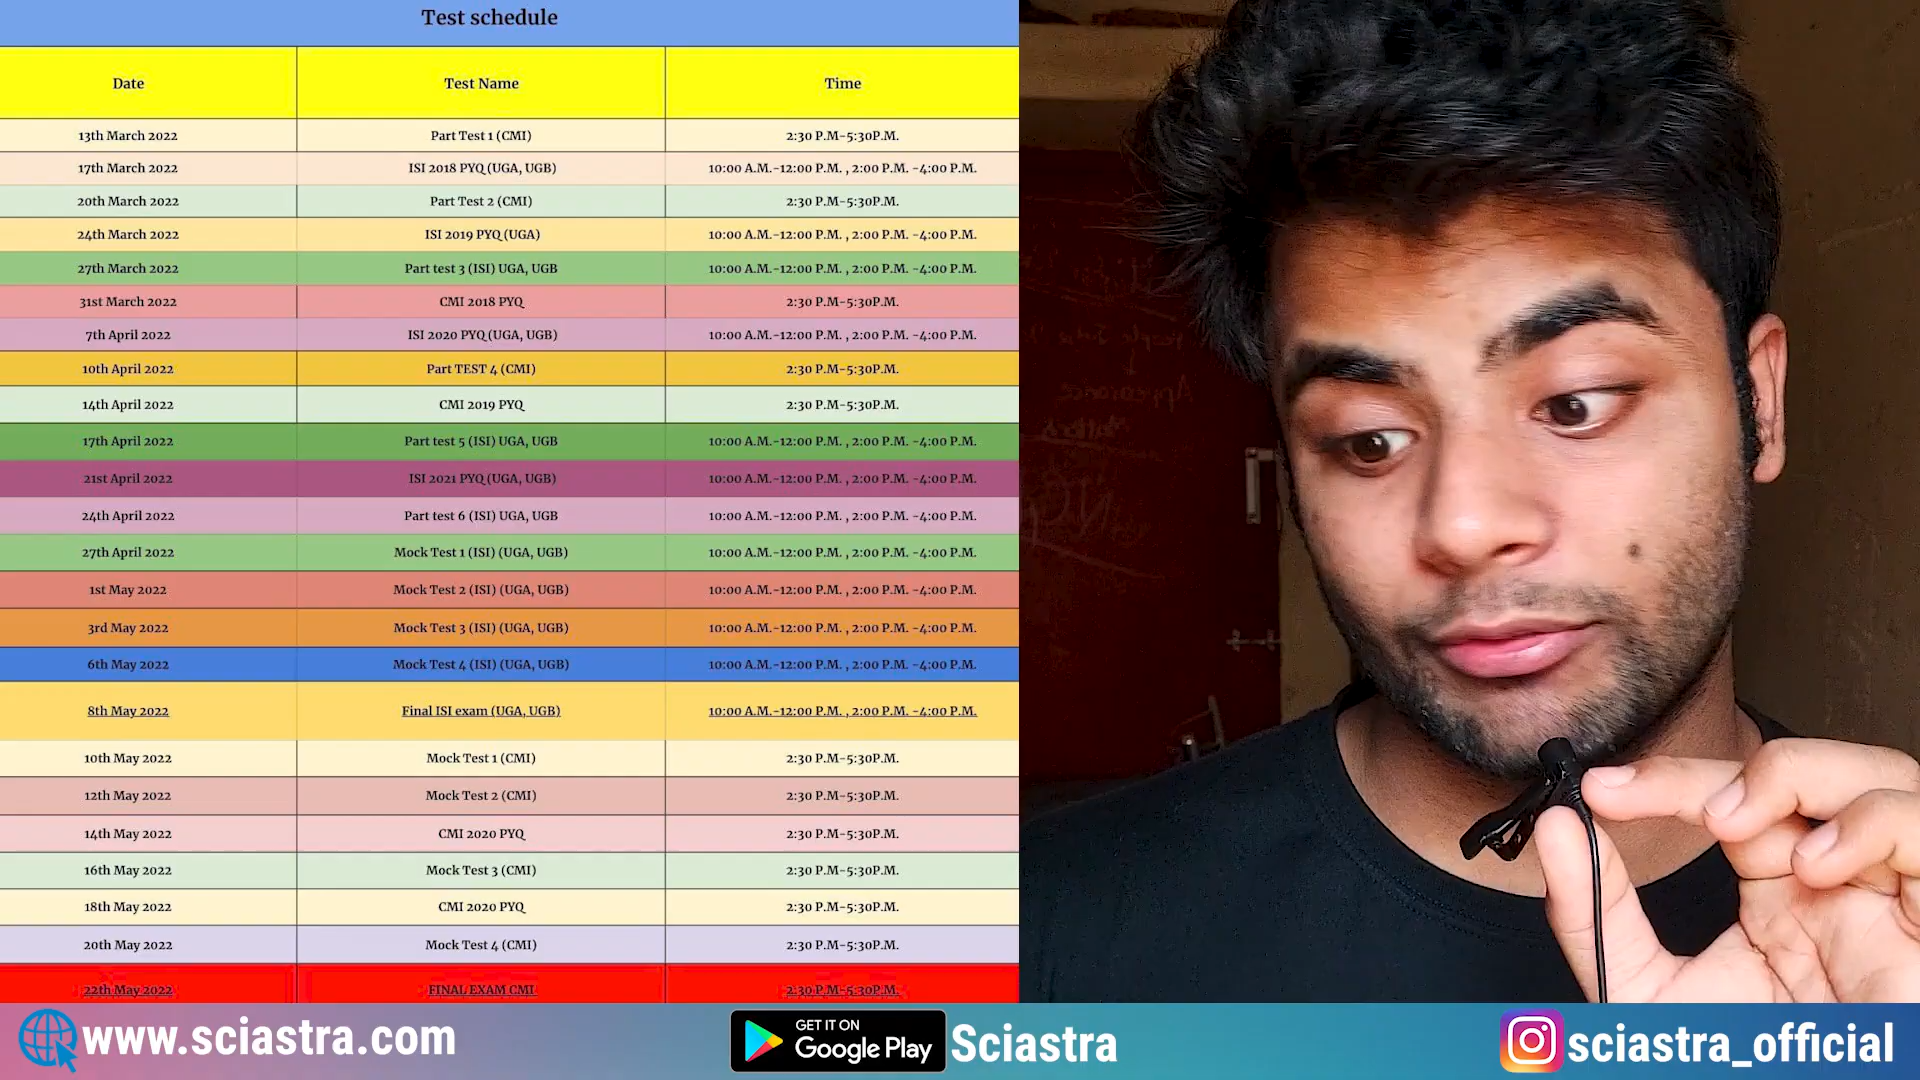 Test schedule
Date Test Name Time
13th March 2022 Part Test 1 (CMI) 2:30 P.M-5:30P.M.
17th March 2022 ISI 2018 PYQ (UGA, UGB) 10:00 A.M.-12:00 P.M. , 2:00 P.M. -4:00 P.M.
20th March 2022 Part Test 2 (CMI) 2:30 P.M-5:30P.M.
24th March 2022 ISI 2019 PYQ (UGA) 10:00 A.M.-12:00 P.M. , 2:00 P.M. -4:00 P.M.
27th March 2022 Part test 3 (ISI) UGA, UGB 10:00 A.M.-12:00 P.M. , 2:00 P.M. -4:00 P.M.
31st March 2022 CMI 2018 PYQ 2:30 P.M-5:30P.M.
7th April 2022 ISI 2020 PYQ (UGA, UGB) 10:00 A.M.-12:00 P.M. , 2:00 P.M. -4:00 P.M.
10th April 2022 Part TEST 4 (CMI) 2:30 P.M-5:30P.M.
14th April 2022 CMI 2019 PYQ 2:30 P.M-5:30P.M.
17th April 2022 Part test 5 (ISI) UGA, UGB 10:00 A.M.-12:00 P.M. , 2:00 P.M. -4:00 P.M.
21st April 2022 ISI 2021 PYQ (UGA, UGB) 10:00 A.M.-12:00 P.M. , 2:00 P.M. -4:00 P.M.
24th April 2022 Part test 6 (ISI) UGA, UGB 10:00 A.M.-12:00 P.M. , 2:00 P.M. -4:00 P.M.
27th April 2022 Mock Test 1 (ISI) (UGA, UGB) 10:00 A.M.-12:00 P.M. , 2:00 P.M. -4:00 P.M.
1st May 2022 Mock Test 2 (ISI) (UGA, UGB) 10:00 A.M.-12:00 P.M. , 2:00 P.M. -4:00 P.M.
3rd May 2022 Mock Test 3 (ISI) (UGA, UGB) 10:00 A.M.-12:00 P.M. , 2:00 P.M. -4:00 P.M.
6th May 2022 Mock Test 4 (ISI) (UGA, UGB) 10:00 A.M.-12:00 P.M. , 2:00 P.M. -4:00 P.M.
8th May 2022 Final ISI exam (UGA, UGB) 10:00 A.M.-12:00 P.M. , 2:00 P.M. -4:00 P.M.
10th May 2022 Mock Test 1 (CMI) 2:30 P.M-5:30P.M.
12th May 2022 Mock Test 2 (CMI) 2:30 P.M-5:30P.M.
14th May 2022 CMI 2020 PYQ 2:30 P.M-5:30P.M.
16th May 2022 Mock Test 3 (CMI) 2:30 P.M-5:30P.M.
18th May 2022 CMI 2020 PYQ 2:30 P.M-5:30P.M.
20th May 2022 Mock Test 4 (CMI) 2:30 P.M-5:30P.M.
22th May 2022 FINAL EXAM CMI 2:30 P.M-5:30P.M.
www.sciastra.com
GET IT ON
Google Play
Sciastra
sciastra_official